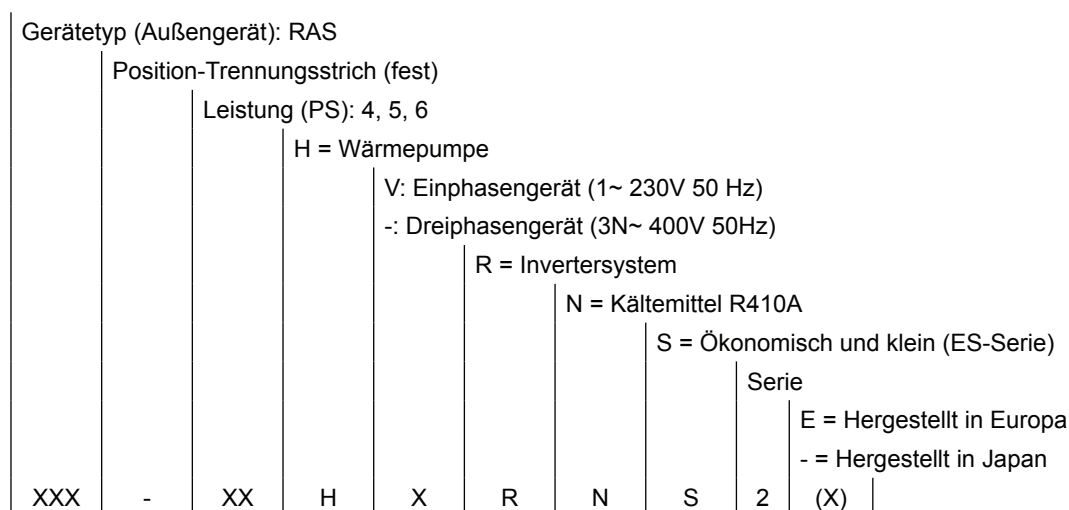 Gerätetyp (Außengerät): RAS
Position-Trennungsstrich (fest)
Leistung (PS): 4, 5, 6
H = Wärmepumpe
V: Einphasengerät (1~ 230V 50 Hz)
-: Dreiphasengerät (3N~ 400V 50Hz)
R = Invertersystem
N = Kältemittel R410A
S = Ökonomisch und klein (ES-Serie)
Serie
E = Hergestellt in Europa
- = Hergestellt in Japan
XXX - XX H X R N S 2 (X)